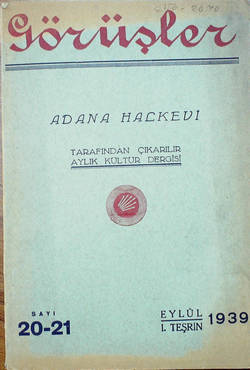 Görüşler
ADANA HALKEVI
TARAFINDAN ÇIKARILIR
AYLIK KÜLTÜR DERGİSİ
SAYI
20-21
EYLÜL
I. TEŞRİN
1939